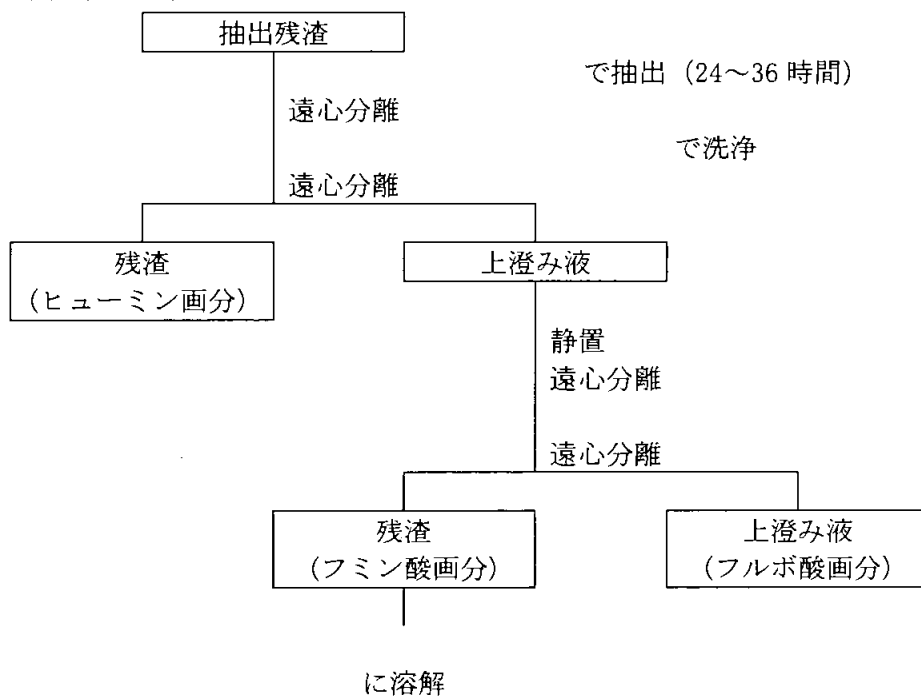 抽出残渣
で抽出（24〜36 時間）
遠心分離
で洗浄
遠心分離
残渣
（ヒューミン画分）
上澄み液
静置
遠心分離
遠心分離
残渣
（フミン酸画分）
上澄み液
（フルボ酸画分）
に溶解